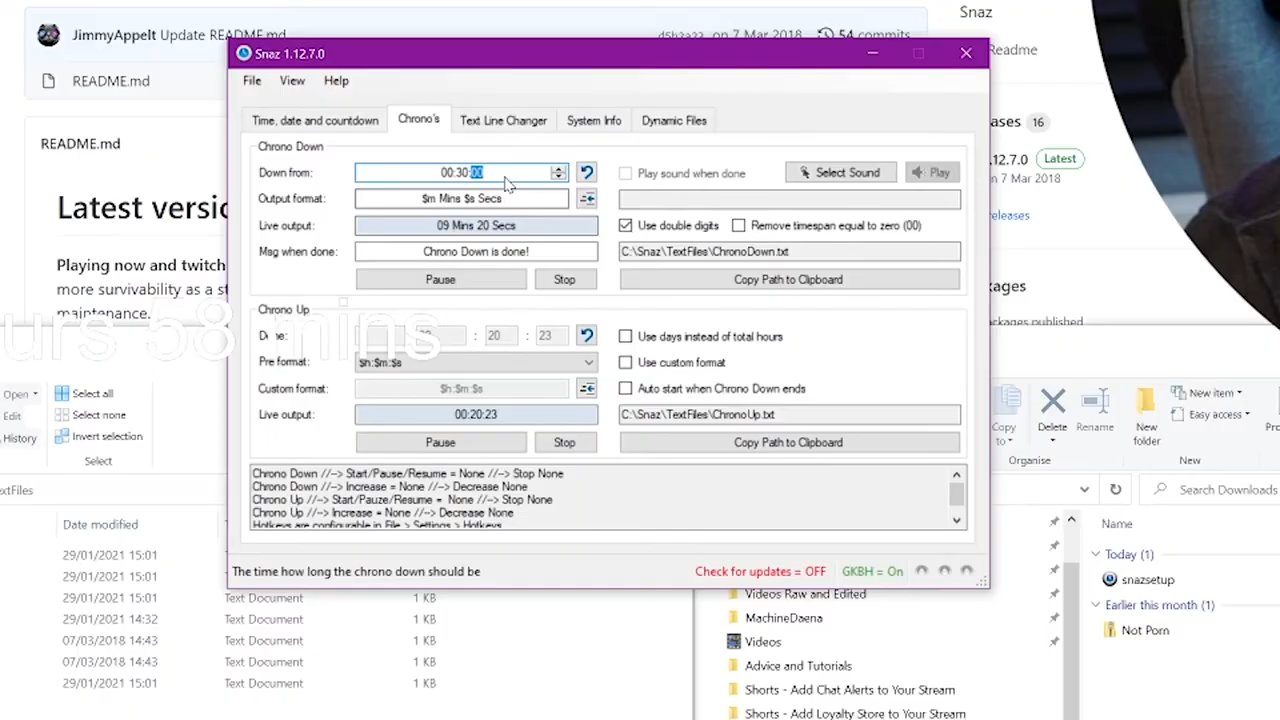 JimmyAppelt Update README.md
d5b2a23 on 7 Mar 2018
54 commits
Snaz
README.md
Readme
README.md
Latest versio
Playing now and twitch
more survivability as a st
maintenance.
ases 16
.12.7.0 Latest
7 Mar 2018
releases
kages
ackages published
Snaz 1.12.7.0
File View Help
Time, date and countdown
Chrono's
Text Line Changer
System Info
Dynamic Files
Chrono Down
Down from: 00:30:00
Play sound when done
Select Sound
Play
Output format: $m Mins $s Secs
Live output: 09 Mins 20 Secs
Use double digits
Remove timespan equal to zero (00)
Msg when done: Chrono Down is done!
C:\Snaz\TextFiles\ChronoDown.txt
Pause Stop Copy Path to Clipboard
Chrono Up
urs 58 mins
: 20 : 23
Use days instead of total hours
Pre format: $h:$m:$s
Use custom format
Custom format: $h:$m:$s
Auto start when Chrono Down ends
Live output: 00:20:23
C:\Snaz\TextFiles\ChronoUp.txt
Pause Stop Copy Path to Clipboard
Chrono Down //--> Start/Pause/Resume = None //--> Stop None
Chrono Down //--> Increase = None //--> Decrease None
Chrono Up //--> Start/Pauze/Resume = None //--> Stop None
Chrono Up //--> Increase = None //--> Decrease None
Hotkeys are configurable in File > Settings > Hotkeys
The time how long the chrono down should be
Check for updates = OFF
GKBH = On
Open
Edit
History
Select all
Select none
Invert selection
Select
Copy
to
Delete
Rename
New
folder
New item
Easy access
Organise
New
TextFiles
Search Downloads
Date modified
29/01/2021 15:01
29/01/2021 15:01
29/01/2021 15:01 Text Document 1 KB
29/01/2021 14:32 Text Document 1 KB
07/03/2018 14:43 Text Document 1 KB
07/03/2018 14:43 Text Document 1 KB
29/01/2021 15:01 Text Document 1 KB
Videos Raw and Edited
MachineDaena
Videos
Advice and Tutorials
Shorts - Add Chat Alerts to Your Stream
Shorts - Add Loyalty Store to Your Stream
Name
Today (1)
snazsetup
Earlier this month (1)
Not Porn